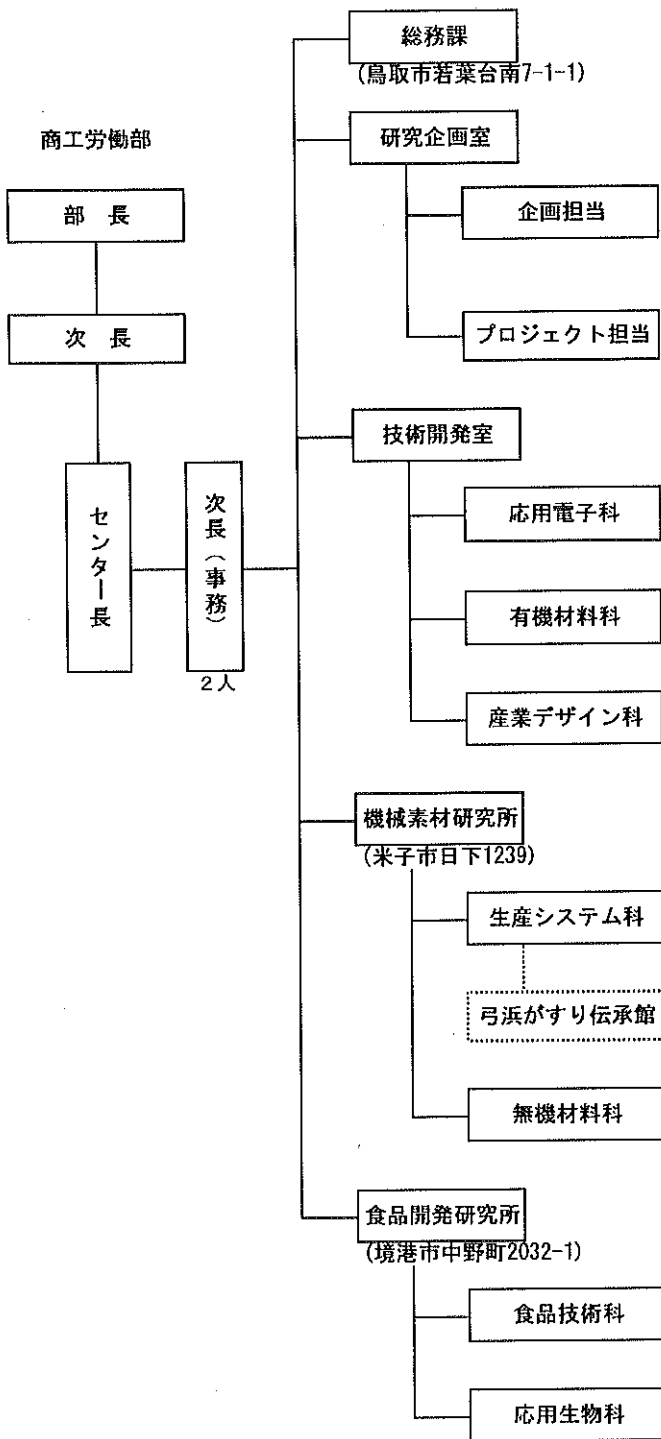 商工労働部
部 長
次 長
センター長
次長（事務）
2人
総務課
(鳥取市若葉台南7-1-1)
研究企画室
企画担当
プロジェクト担当
技術開発室
応用電子科
有機材料科
産業デザイン科
機械素材研究所
(米子市日下1239)
生産システム科
弓浜がすり伝承館
無機材料科
食品開発研究所
(境港市中野町2032-1)
食品技術科
応用生物科